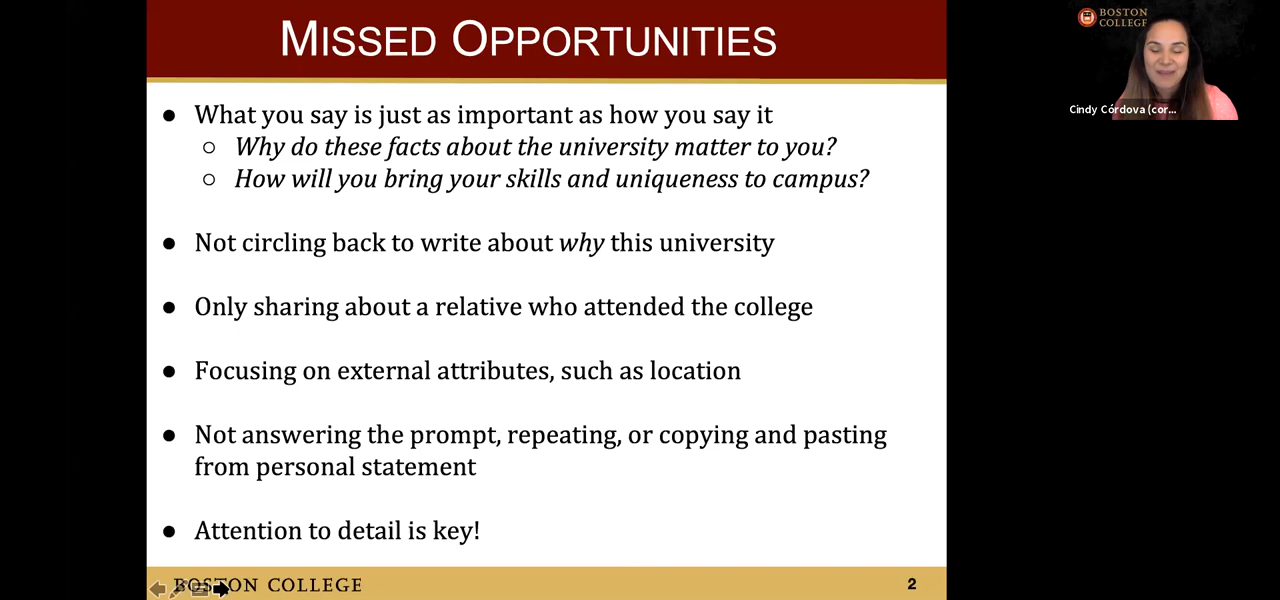 MISSED OPPORTUNITIES
● What you say is just as important as how you say it
○ Why do these facts about the university matter to you?
○ How will you bring your skills and uniqueness to campus?
● Not circling back to write about why this university
● Only sharing about a relative who attended the college
● Focusing on external attributes, such as location
● Not answering the prompt, repeating, or copying and pasting
from personal statement
● Attention to detail is key!
BOSTON COLLEGE
2
BOSTON
COLLEGE
Cindy Córdova (cor...